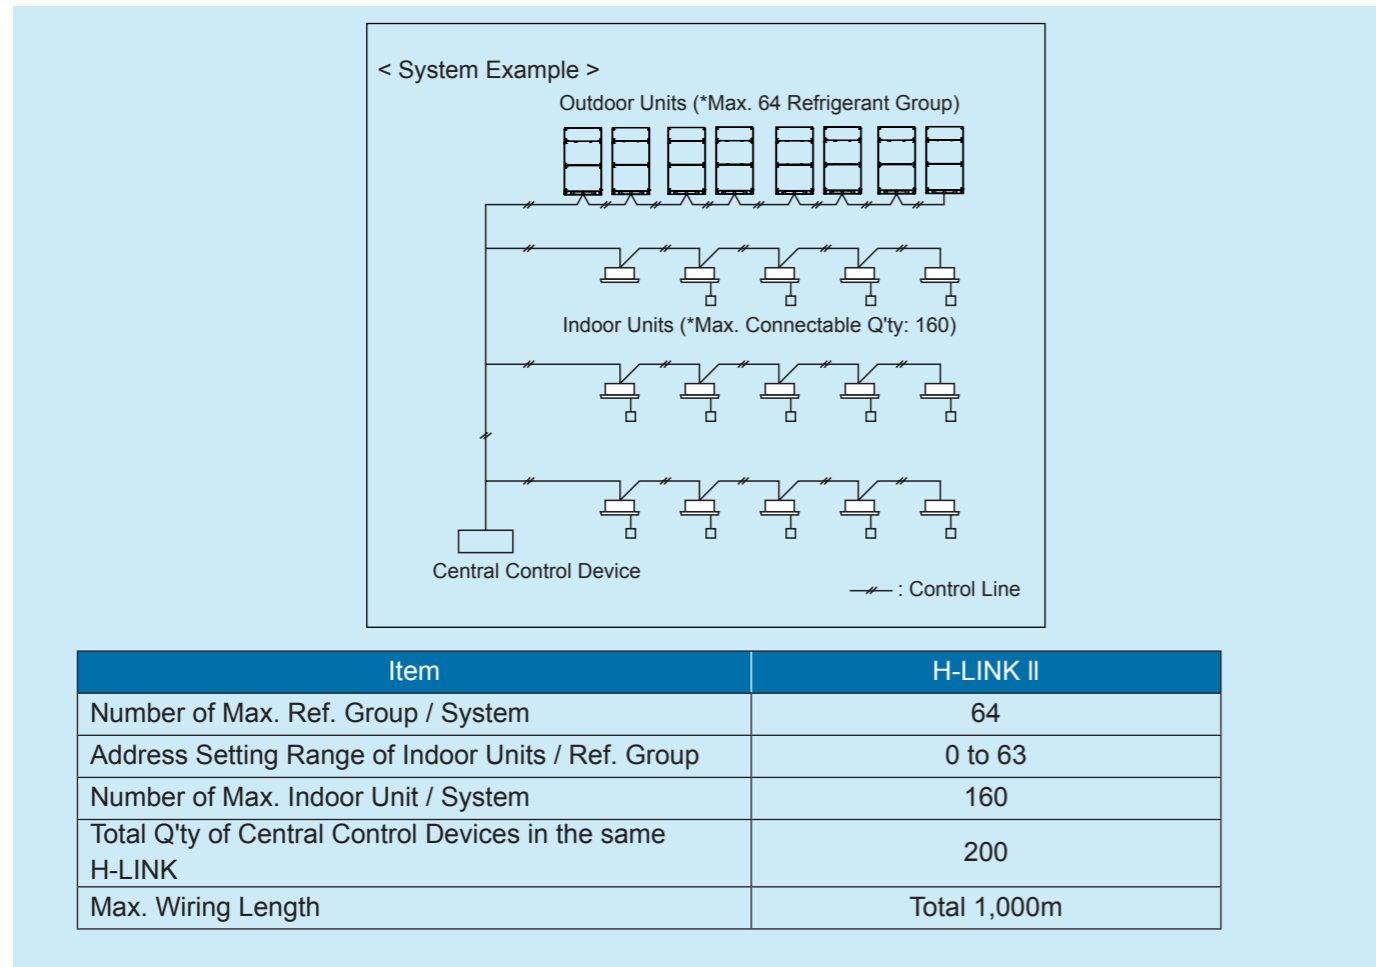 < System Example >
Outdoor Units (*Max. 64 Refrigerant Group)
Indoor Units (*Max. Connectable Q'ty: 160)
Central Control Device
: Control Line
Item H-LINK ll
Number of Max. Ref. Group / System 64
Address Setting Range of Indoor Units / Ref. Group 0 to 63
Number of Max. Indoor Unit / System 160
Total Q'ty of Central Control Devices in the same
H-LINK 200
Max. Wiring Length Total 1,000m